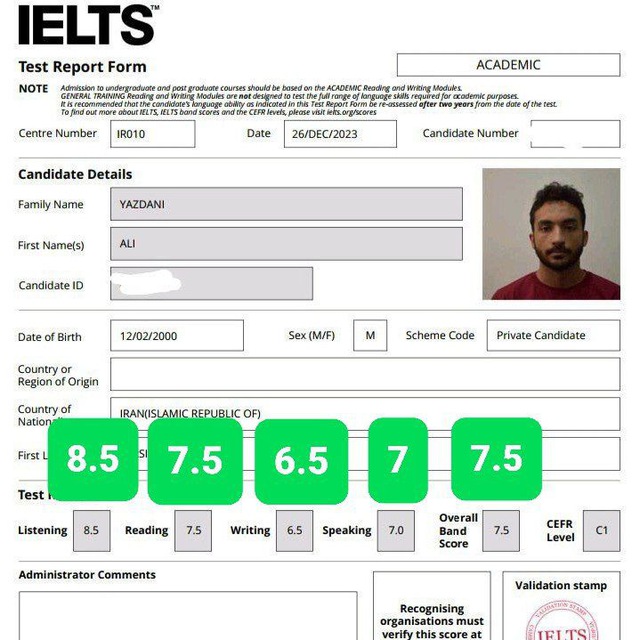 IELTS™
Test Report Form
ACADEMIC
NOTE Admission to undergraduate and post graduate courses should be based on the ACADEMIC Reading and Writing Modules.
GENERAL TRAINING Reading and Writing Modules are not designed to test the full range of language skills required for academic purposes.
It is recommended that the candidate's language ability as indicated in this Test Report Form be re-assessed after two years from the date of the test.
To find out more about IELTS, IELTS band scores and the CEFR levels, please visit ielts.org/scores
Centre Number IR010 Date 26/DEC/2023 Candidate Number
Candidate Details
Family Name YAZDANI
First Name(s) ALI
Candidate ID
Date of Birth 12/02/2000 Sex (M/F) M Scheme Code Private Candidate
Country or
Region of Origin
Country of IRAN(ISLAMIC REPUBLIC OF)
First
8.5 7.5 6.5 7 7.5
Test
Listening 8.5 Reading 7.5 Writing 6.5 Speaking 7.0 Overall Band Score 7.5 CEFR Level C1
Administrator Comments
Recognising
organisations must
verify this score at
Validation stamp
VALIDATION STAMP
IELTS